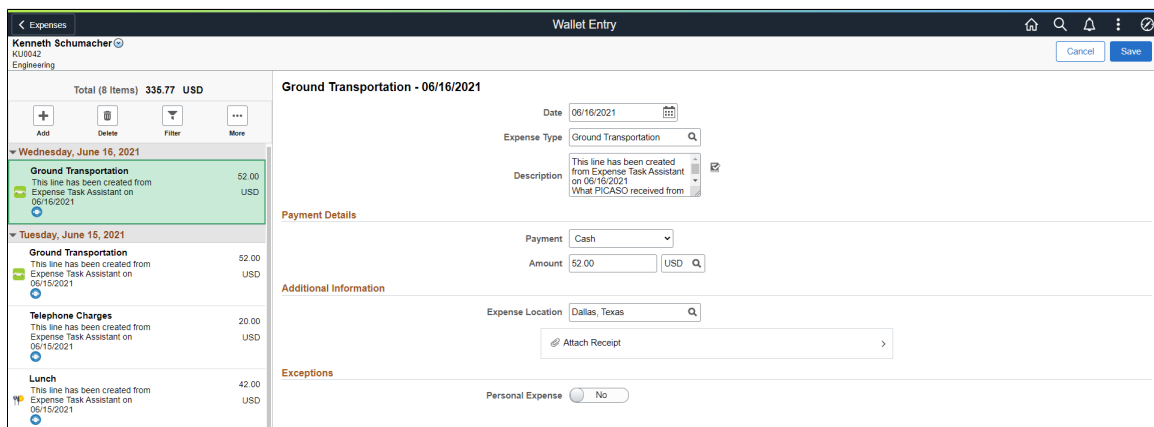 Expenses
Wallet Entry
Kenneth Schumacher
KU0042
Engineering
Cancel
Save
Total (8 Items) 335.77 USD
Add
Delete
Filter
More
Wednesday, June 16, 2021
Ground Transportation
52.00
This line has been created from
Expense Task Assistant on
USD
06/16/2021
Tuesday, June 15, 2021
Ground Transportation
52.00
This line has been created from
Expense Task Assistant on
USD
06/15/2021
Telephone Charges
20.00
This line has been created from
Expense Task Assistant on
USD
06/15/2021
Lunch
42.00
This line has been created from
Expense Task Assistant on
USD
06/15/2021
Ground Transportation - 06/16/2021
Date 06/16/2021
Expense Type Ground Transportation
Description
This line has been created
from Expense Task Assistant
on 06/16/2021
What PICASO received from
Payment Details
Payment Cash
Amount 52.00 USD
Additional Information
Expense Location Dallas, Texas
Attach Receipt
Exceptions
Personal Expense No